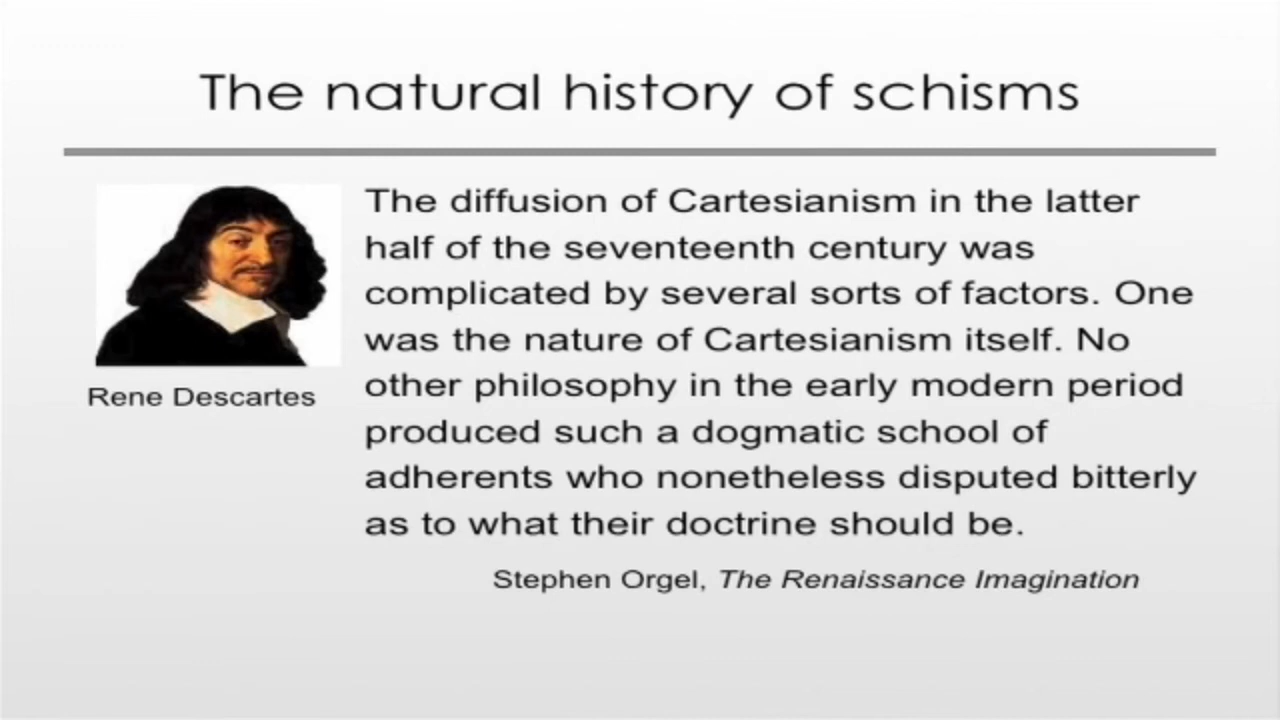 The natural history of schisms
The diffusion of Cartesianism in the latter
half of the seventeenth century was
complicated by several sorts of factors. One
was the nature of Cartesianism itself. No
other philosophy in the early modern period
produced such a dogmatic school of
adherents who nonetheless disputed bitterly
as to what their doctrine should be.
Rene Descartes
Stephen Orgel, The Renaissance Imagination